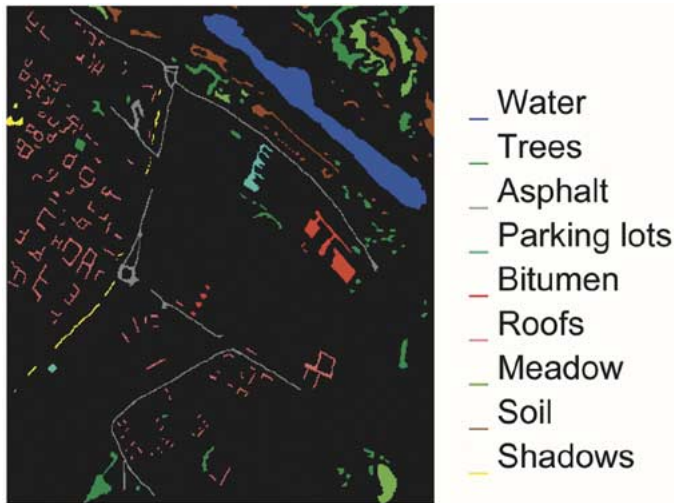 Water
Trees
Asphalt
Parking lots
Bitumen
Roofs
Meadow
Soil
Shadows